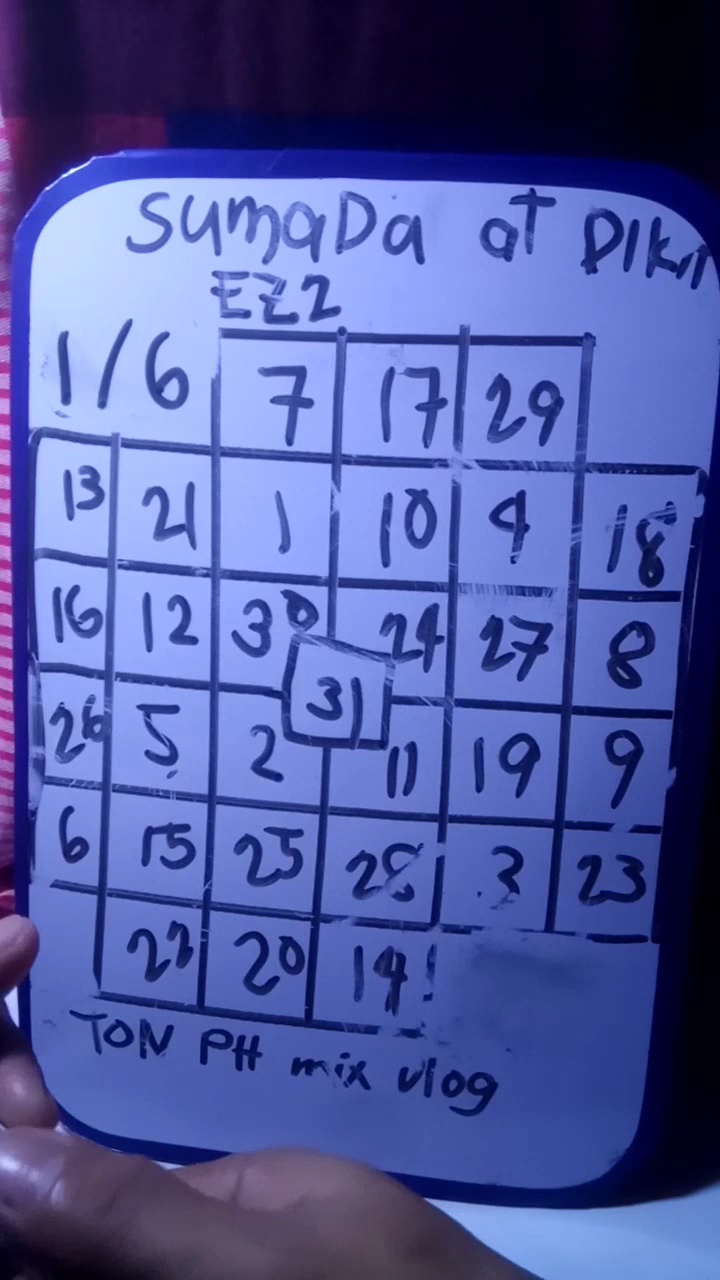 SumaDa at Dikit
EZ2
1/6
7 17 29
13 21 1 10 4 18
16 12 30 24 27 8
31
26 5 2 11 19 9
6 15 25 28 3 23
22 20 14
TON PH mix vlog